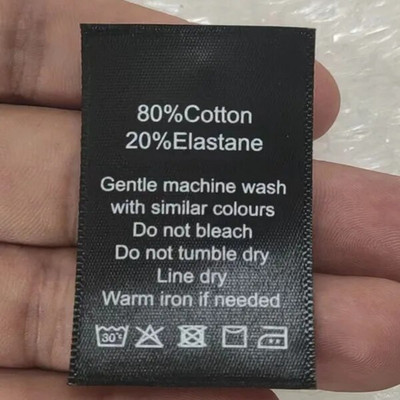 80%Cotton
20%Elastane
Gentle machine wash
with similar colours
Do not bleach
Do not tumble dry
Line dry
Warm iron if needed
30°c